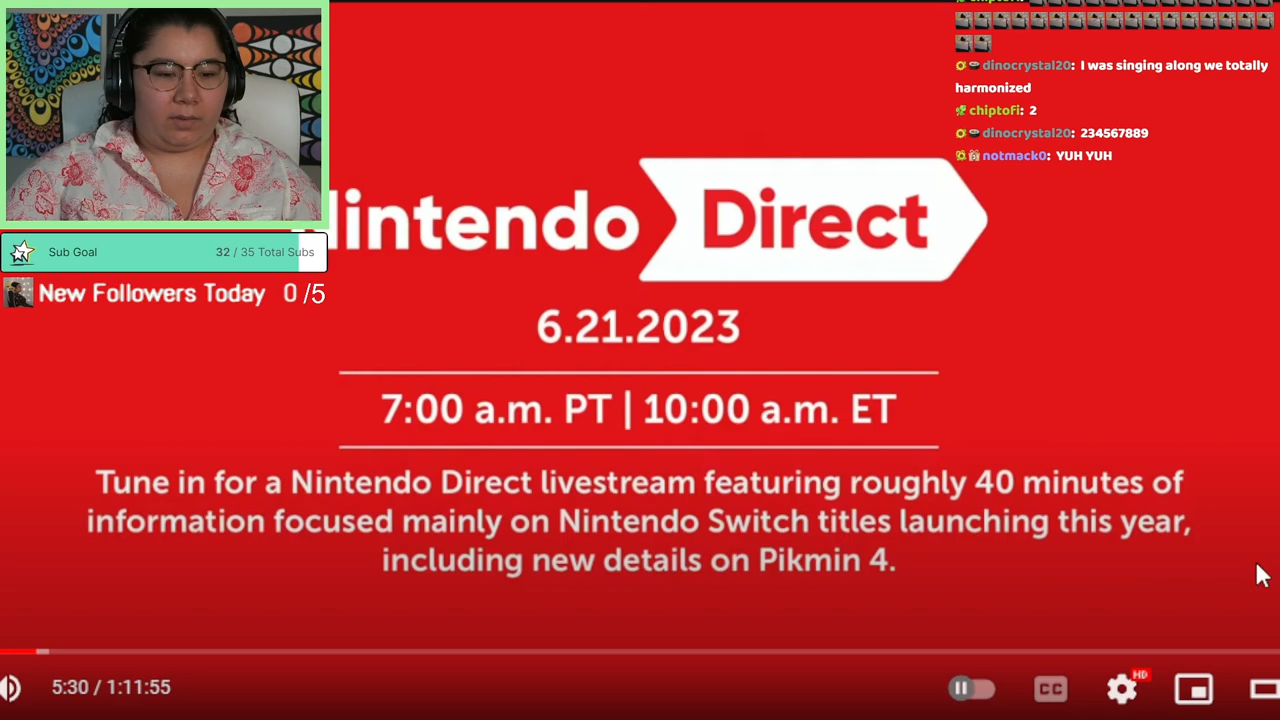 chiptofi:
dinocrystal20: I was singing along we totally
harmonized
chiptofi: 2
dinocrystal20: 234567889
notmack0: YUH YUH
intendo Direct
Sub Goal 32 / 35 Total Subs
New Followers Today 0 /5
6.21.2023
7:00 a.m. PT | 10:00 a.m. ET
Tune in for a Nintendo Direct livestream featuring roughly 40 minutes of
information focused mainly on Nintendo Switch titles launching this year,
including new details on Pikmin 4.
5:30 / 1:11:55 CC HD